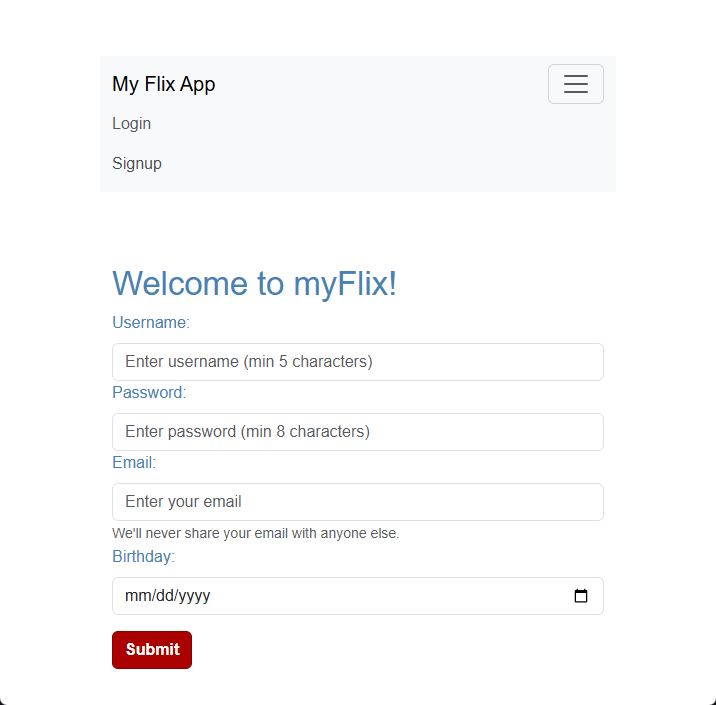 My Flix App
Login
Signup
Welcome to myFlix!
Username:
Enter username (min 5 characters)
Password:
Enter password (min 8 characters)
Email:
Enter your email
We'll never share your email with anyone else.
Birthday:
mm/dd/yyyy
Submit